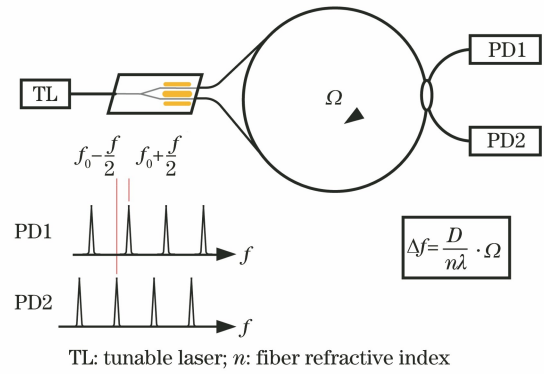 TL
Ω
PD1
PD2
f₀−f/2 f₀+f/2
PD1
f
PD2
f
Δf=D/nλ·Ω
TL: tunable laser; n: fiber refractive index